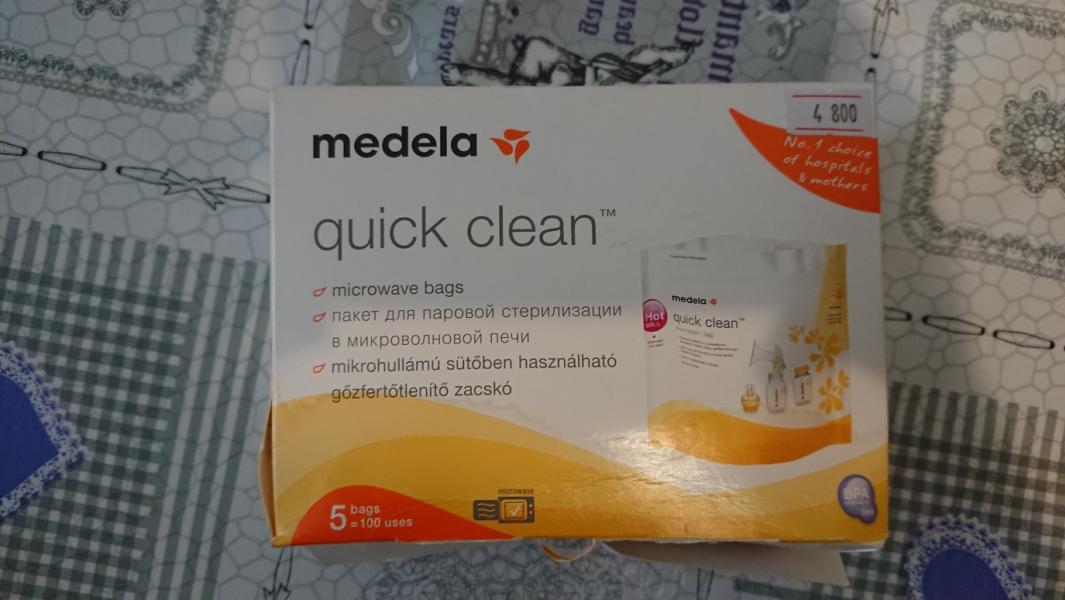 medela
4 800
No. 1 choice
of hospitals
& mothers
quick clean™
microwave bags
пакет для паровой стерилизации
в микроволновой печи
mikrohullámú sütőben használható
gőzfertőtlenítő zacskó
medela
Hot
quick clean™
5 bags
= 100 uses
microwave
BPA